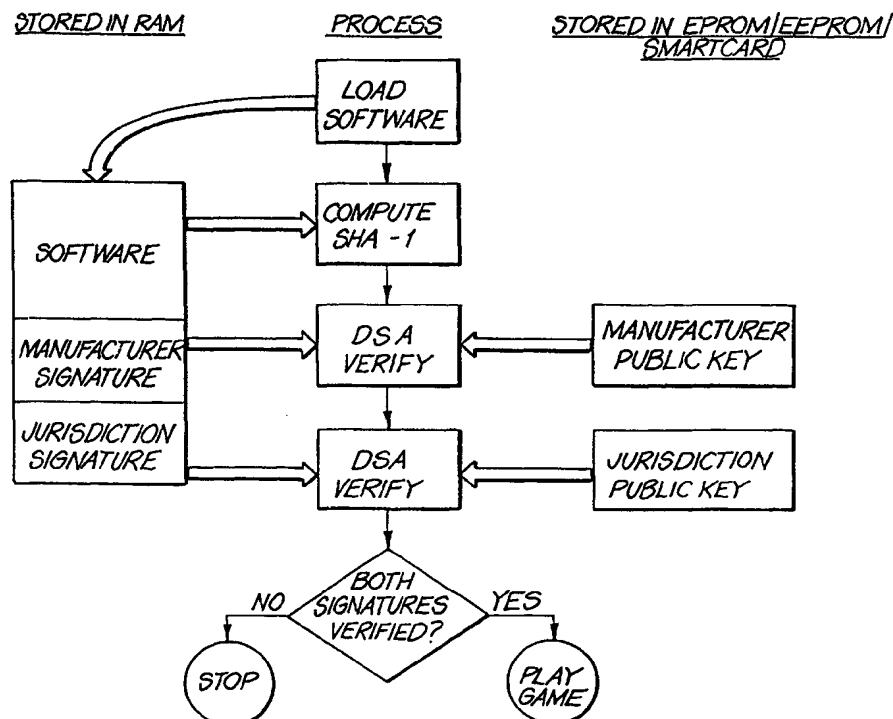 STORED IN RAM
PROCESS
STORED IN EPROM/EEPROM/
SMARTCARD
LOAD
SOFTWARE
SOFTWARE
COMPUTE
SHA - 1
MANUFACTURER
SIGNATURE
DSA
VERIFY
MANUFACTURER
PUBLIC KEY
JURISDICTION
SIGNATURE
DSA
VERIFY
JURISDICTION
PUBLIC KEY
BOTH
SIGNATURES
VERIFIED?
NO
YES
STOP
PLAY
GAME